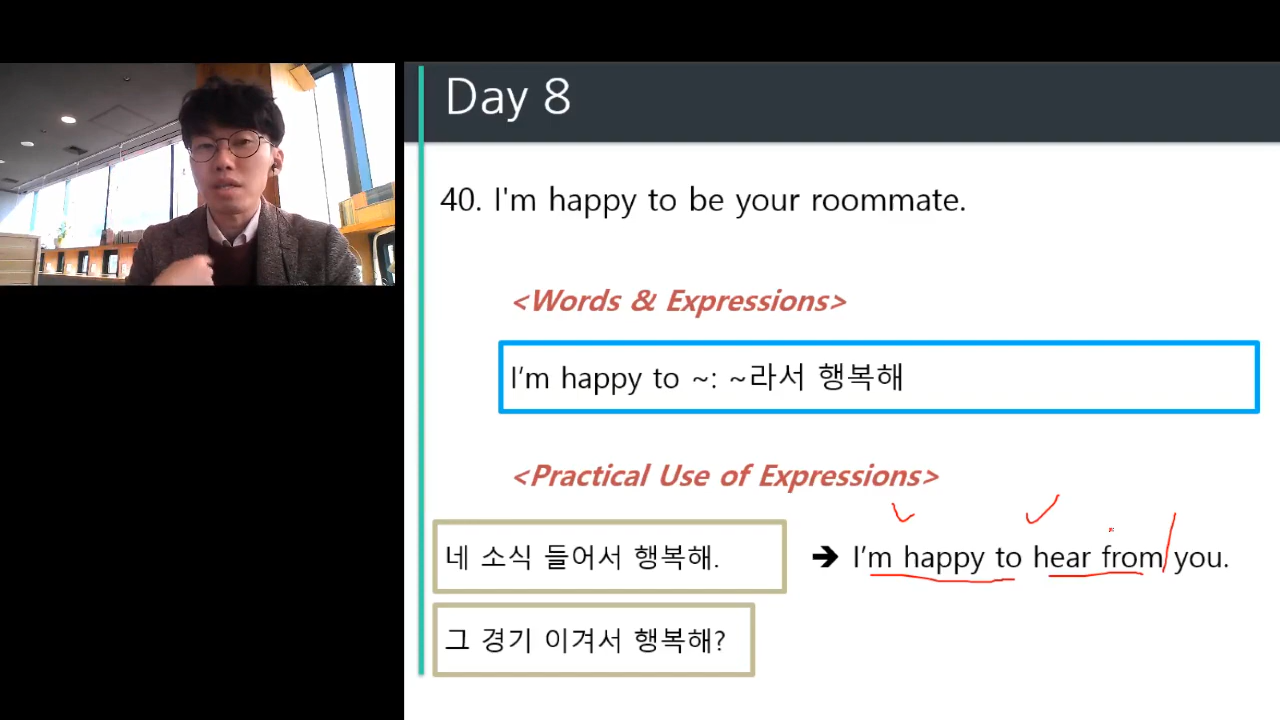 Day 8
40. I'm happy to be your roommate.
<Words & Expressions>
I'm happy to ~: ~라서 행복해
<Practical Use of Expressions>
네 소식 들어서 행복해.
➔ I'm happy to hear from you.
그 경기 이겨서 행복해?